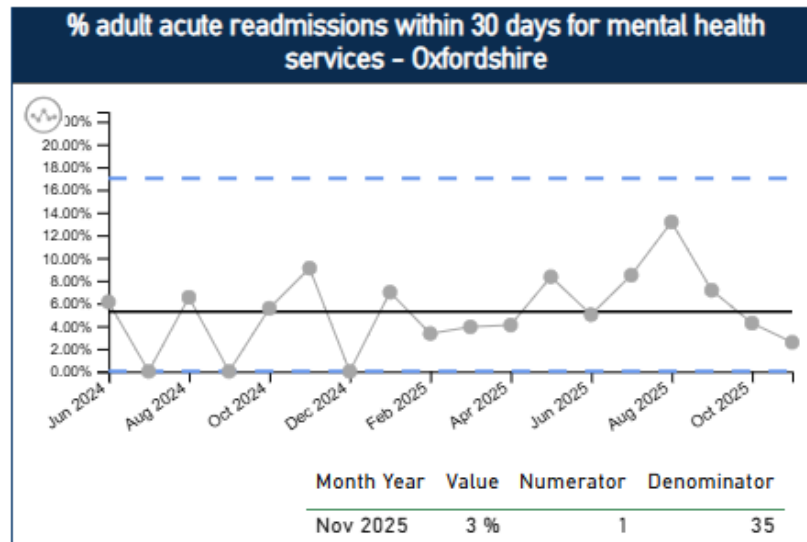 % adult acute readmissions within 30 days for mental health
services - Oxfordshire
20.00%
18.00%
16.00%
14.00%
12.00%
10.00%
8.00%
6.00%
4.00%
2.00%
0.00%
Jun 2024
Aug 2024
Oct 2024
Dec 2024
Feb 2025
Apr 2025
Jun 2025
Aug 2025
Oct 2025
Month Year Value Numerator Denominator
Nov 2025 3 % 1 35